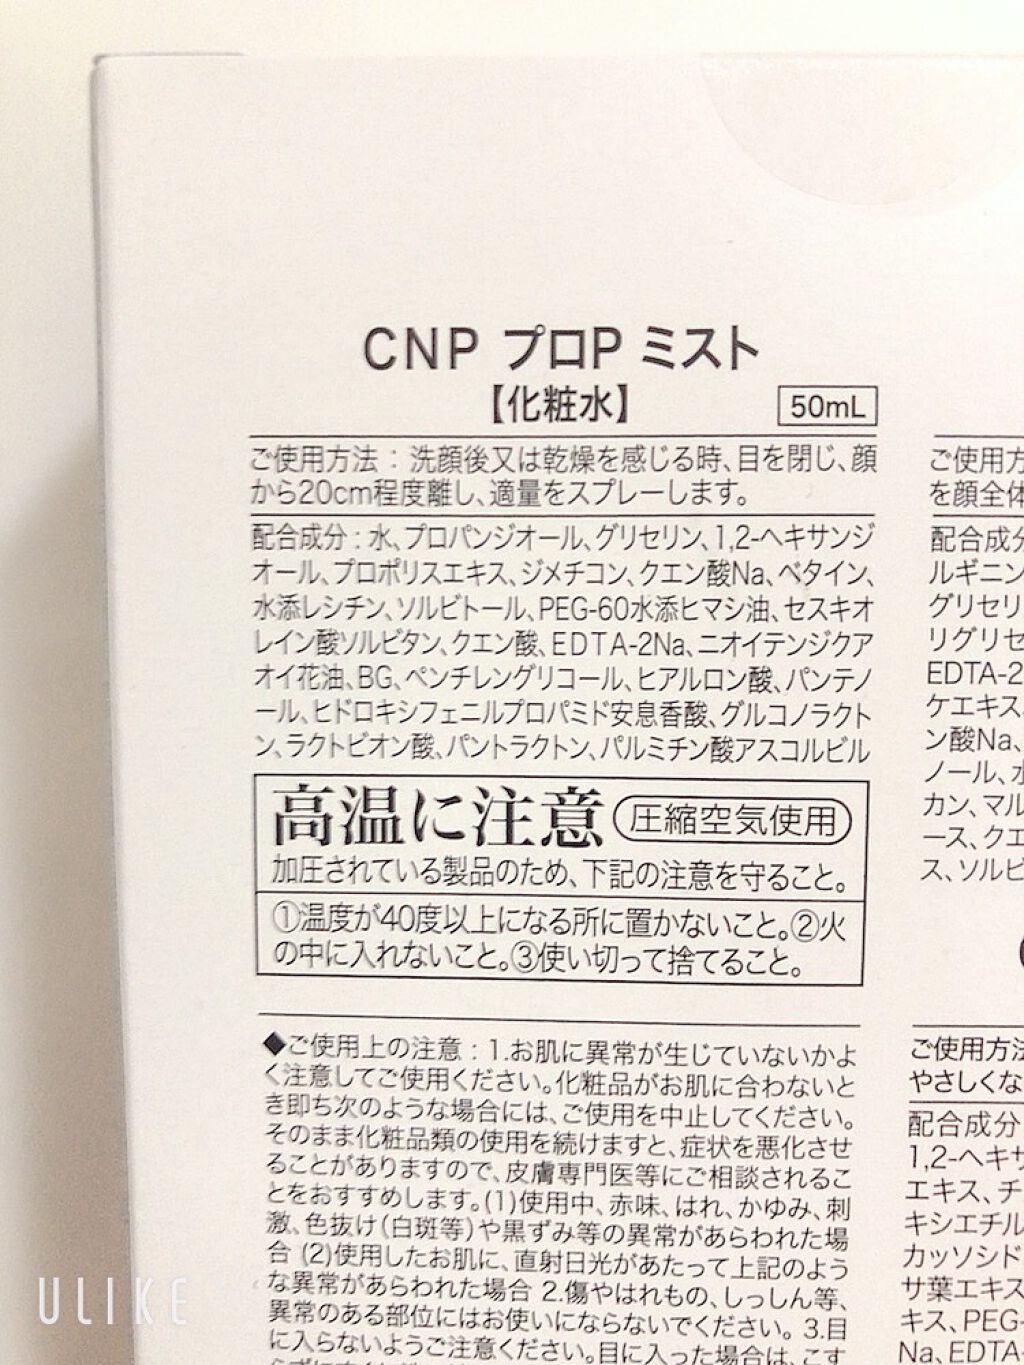 CNP プロP ミスト
【化粧水】
50mL
ご使用方法：洗顔後又は乾燥を感じる時、目を閉じ、顔
から20cm程度離し、適量をスプレーします。
配合成分：水、プロパンジオール、グリセリン、1,2-ヘキサンジ
オール、プロポリスエキス、ジメチコン、クエン酸Na、ベタイン、
水添レシチン、ソルビトール、PEG-60水添ヒマシ油、セスキオ
レイン酸ソルビタン、クエン酸、EDTA-2Na、ニオイテンジクア
オイ花油、BG、ペンチレングリコール、ヒアルロン酸、パンテノ
ール、ヒドロキシフェニルプロパミド安息香酸、グルコノラクト
ン、ラクトビオン酸、パントラクトン、パルミチン酸アスコルビル
高温に注意 圧縮空気使用
加圧されている製品のため、下記の注意を守ること。
①温度が40度以上になる所に置かないこと。②火
の中に入れないこと。③使い切って捨てること。
◆ご使用上の注意：1.お肌に異常が生じていないかよ
く注意してご使用ください。化粧品がお肌に合わないと
き即ち次のような場合には、ご使用を中止してください。
そのまま化粧品類の使用を続けますと、症状を悪化させ
ることがありますので、皮膚専門医等にご相談されるこ
とをおすすめします。(1)使用中、赤味、はれ、かゆみ、刺
激、色抜け(白斑等)や黒ずみ等の異常があらわれた場
合 (2)使用したお肌に、直射日光があたって上記のよう
な異常があらわれた場合 2.傷やはれもの、しっしん等、
異常のある部位にはお使いにならないでください。 3.目
に入らないようご注意ください。目に入った場合は、こす
ご使用方
を顔全体
配合成分
ルギニン
グリセリ
リグリセ
EDTA-2
ケエキス
ン酸Na、
ノール、水
カン、マル
ース、クエ
ス、ソルビ
ご使用方法
やさしくな
配合成分
1,2-ヘキサ
エキス、チ
キシエチル
カッソシド
サ葉エキス
キス、PEG-
Na、EDTA-
ULIKE